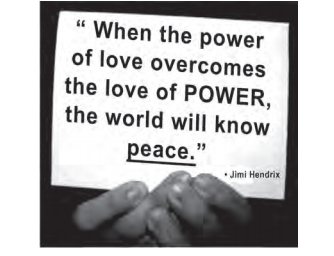 “ When the power
of love overcomes
the love of POWER,
the world will know
peace.”
• Jimi Hendrix